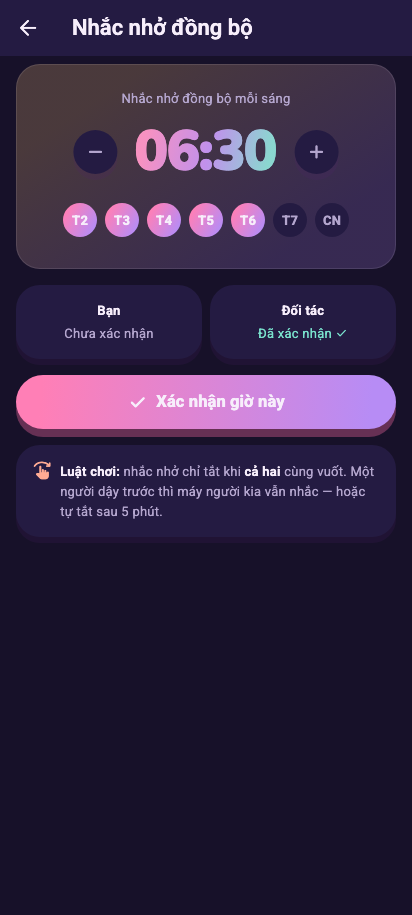 Nhắc nhở đồng bộ
Nhắc nhở đồng bộ mỗi sáng
06:30
T2 T3 T4 T5 T6 T7 CN
Bạn
Chưa xác nhận
Đối tác
Đã xác nhận ✓
Xác nhận giờ này
Luật chơi: nhắc nhở chỉ tắt khi cả hai cùng vuốt. Một
người dậy trước thì máy người kia vẫn nhắc — hoặc
tự tắt sau 5 phút.